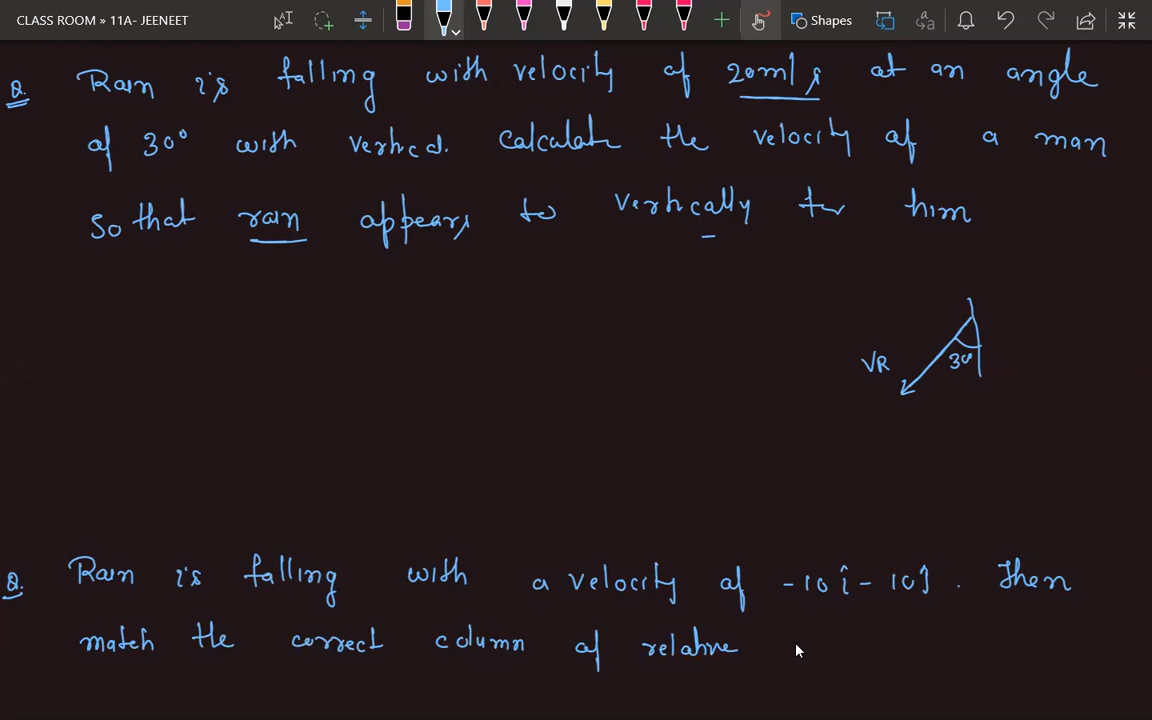 CLASS ROOM » 11A- JEENEET
Shapes
Q. Rain is falling with velocity of 20m/s at an angle
of 30° with vertical. Calculate the velocity of a man
so that rain appears to vertically to him
VR
30°
Q. Rain is falling with a velocity of -10î - 10ĵ. Then
match the correct column of relative